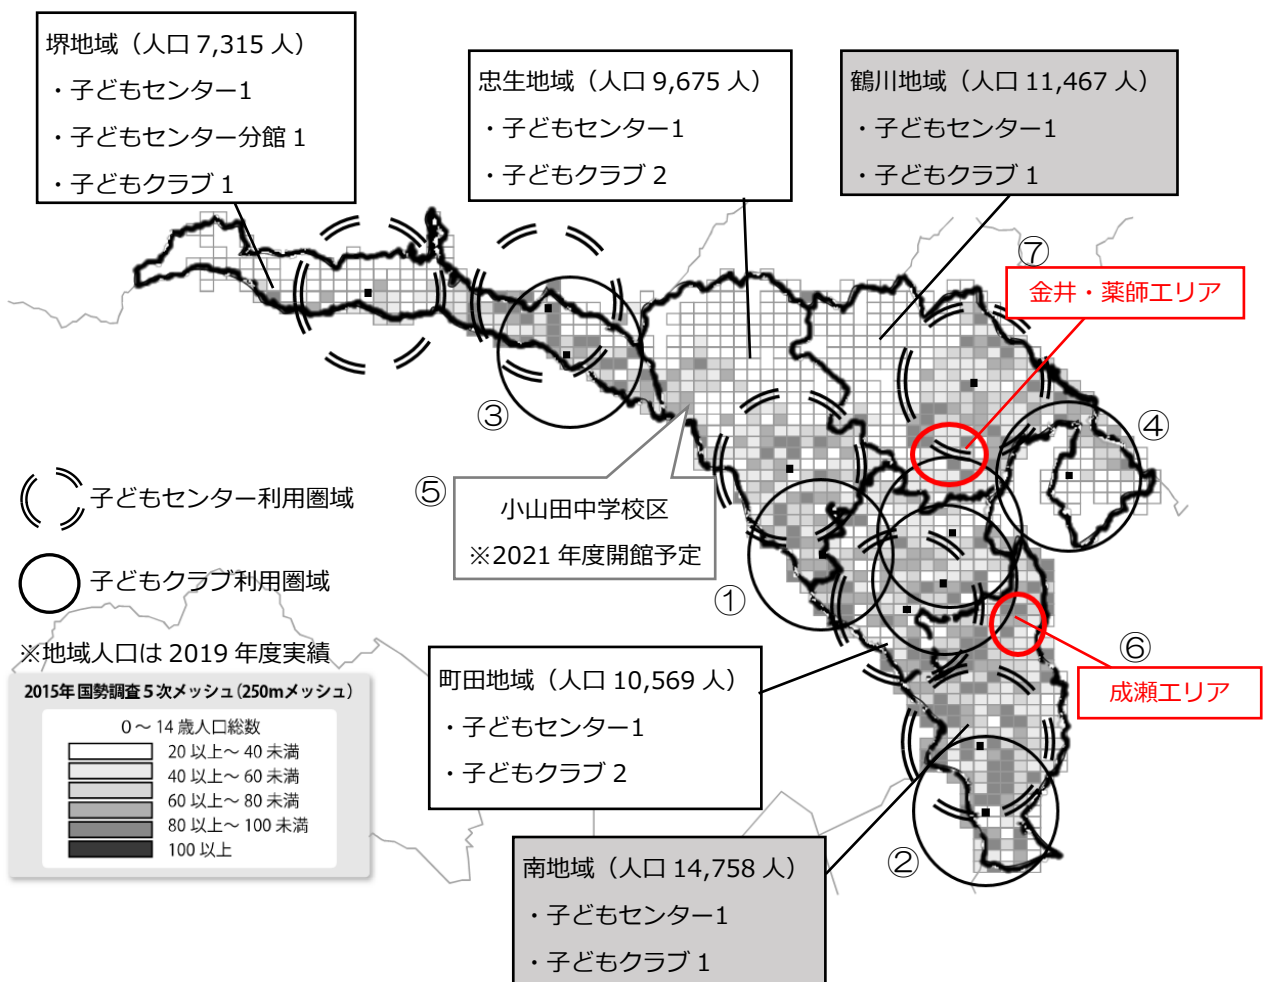 堺地域（人口 7,315 人）
・子どもセンター1
・子どもセンター分館 1
・子どもクラブ 1
忠生地域（人口 9,675 人）
・子どもセンター1
・子どもクラブ 2
鶴川地域（人口 11,467 人）
・子どもセンター1
・子どもクラブ 1
⑦
金井・薬師エリア
③
④
⑤
小山田中学校区
※2021 年度開館予定
子どもセンター利用圏域
子どもクラブ利用圏域
①
※地域人口は 2019 年度実績
町田地域（人口 10,569 人）
・子どもセンター1
・子どもクラブ 2
⑥
成瀬エリア
2015年 国勢調査 5 次メッシュ（250mメッシュ）
0～ 14 歳人口総数
20 以上～ 40 未満
40 以上～ 60 未満
60 以上～ 80 未満
80 以上～ 100 未満
100 以上
②
南地域（人口 14,758 人）
・子どもセンター1
・子どもクラブ 1